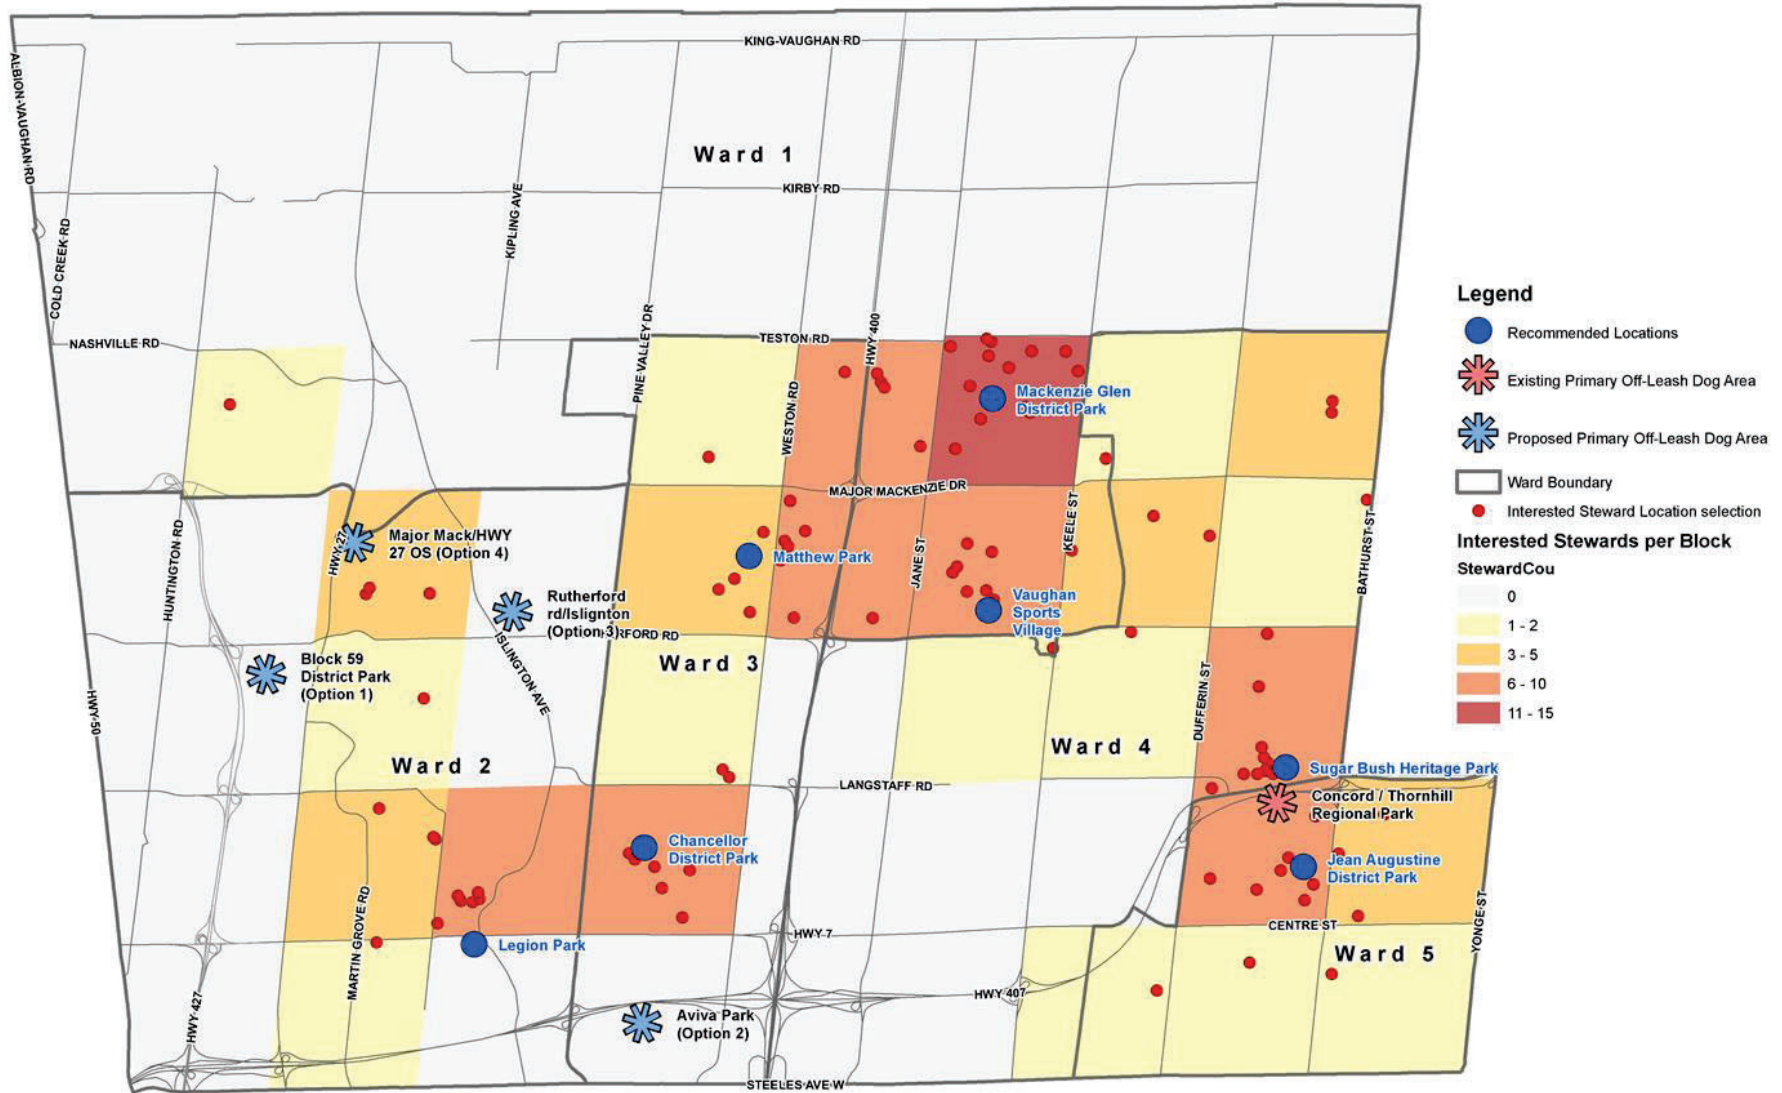 KING-VAUGHAN RD
ALBION-VAUGHAN RD
Ward 1
KIRBY RD
KIPLING AVE
COLD CREEK RD
NASHVILLE RD
PINE VALLEY DR
TESTON RD
HWY 400
WESTON RD
Mackenzie Glen
District Park
MAJOR MACKENZIE DR
HUNTINGTON RD
HWY 27
Major Mack/HWY
27 OS (Option 4)
Matthew Park
JANE ST
KEELE ST
BATHURST ST
Rutherford
rd/Islignton
(Option 3)
RFORD RD
Vaughan
Sports
Village
ISLINGTON AVE
Block 59
District Park
(Option 1)
Ward 3
HWY 50
DUFFERIN ST
Ward 4
Ward 2
LANGSTAFF RD
Sugar Bush Heritage Park
Concord / Thornhill
Regional Park
Chancellor
District Park
Jean Augustine
District Park
MARTIN GROVE RD
Legion Park
HWY 7
CENTRE ST
Ward 5
YONGE ST
HWY 427
HWY 407
Aviva Park
(Option 2)
STEELES AVE W
Legend
Recommended Locations
Existing Primary Off-Leash Dog Area
Proposed Primary Off-Leash Dog Area
Ward Boundary
Interested Steward Location selection
Interested Stewards per Block
StewardCou
0
1 - 2
3 - 5
6 - 10
11 - 15